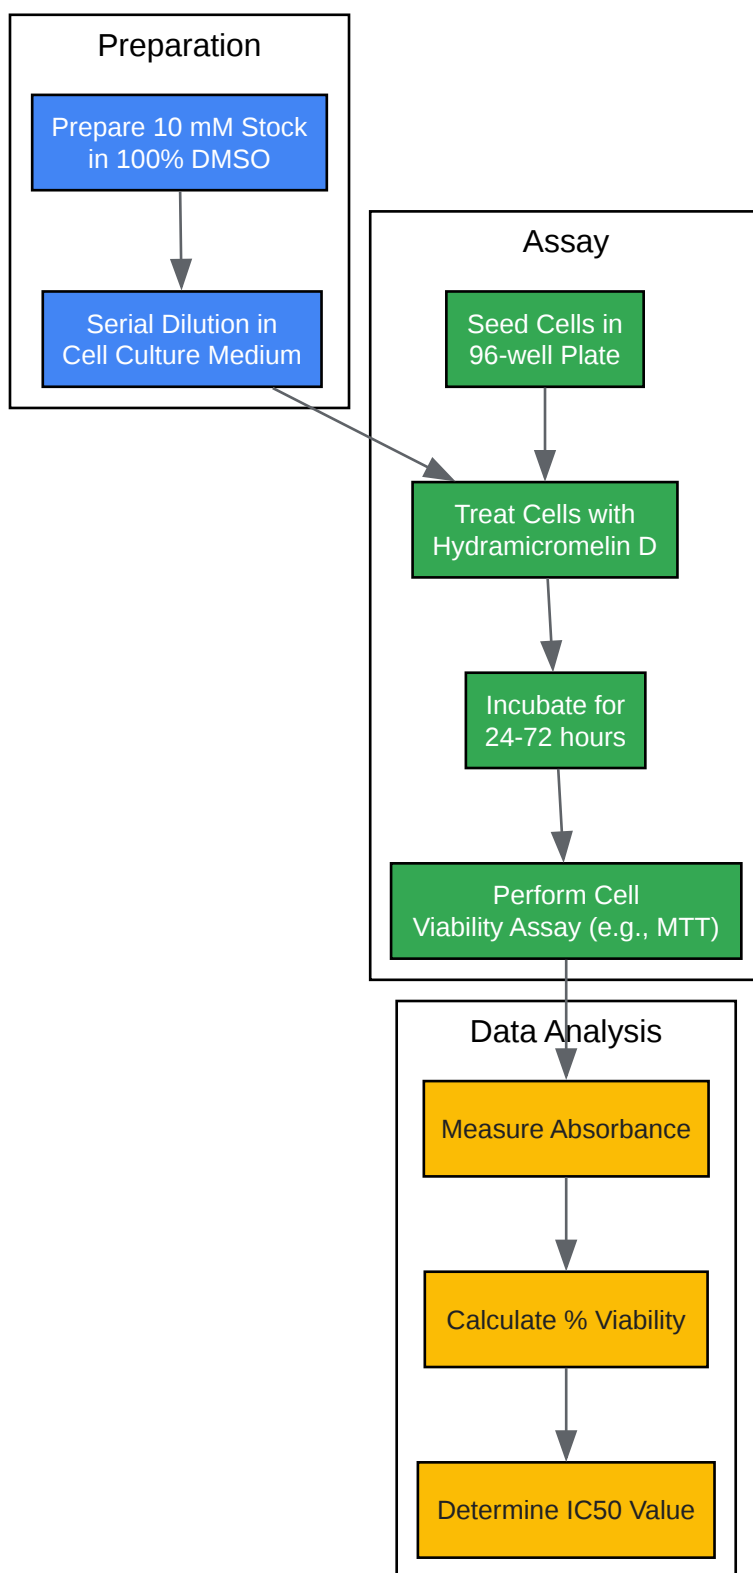 Preparation
Prepare 10 mM Stock
in 100% DMSO
Serial Dilution in
Cell Culture Medium
Assay
Seed Cells in
96-well Plate
Treat Cells with
Hydramicromelin D
Incubate for
24-72 hours
Perform Cell
Viability Assay (e.g., MTT)
Data Analysis
Measure Absorbance
Calculate % Viability
Determine IC50 Value